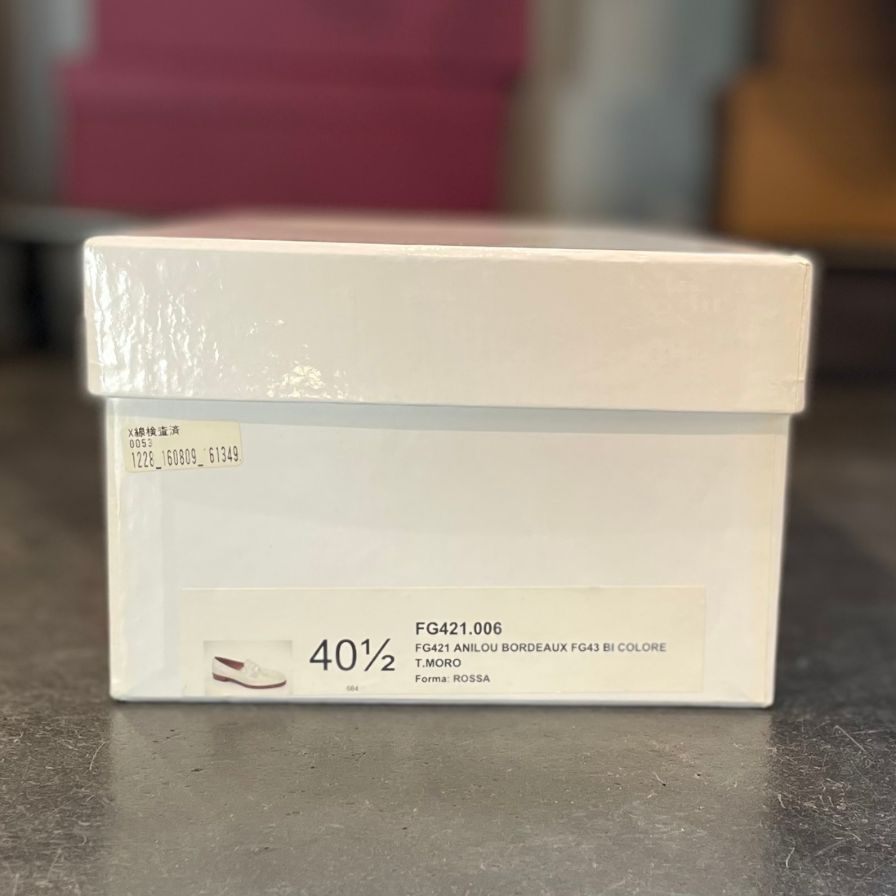 X線検査済
0053
1228_160809_61349
40½
684
FG421.006
FG421 ANILOU BORDEAUX FG43 BI COLORE
T.MORO
Forma: ROSSA